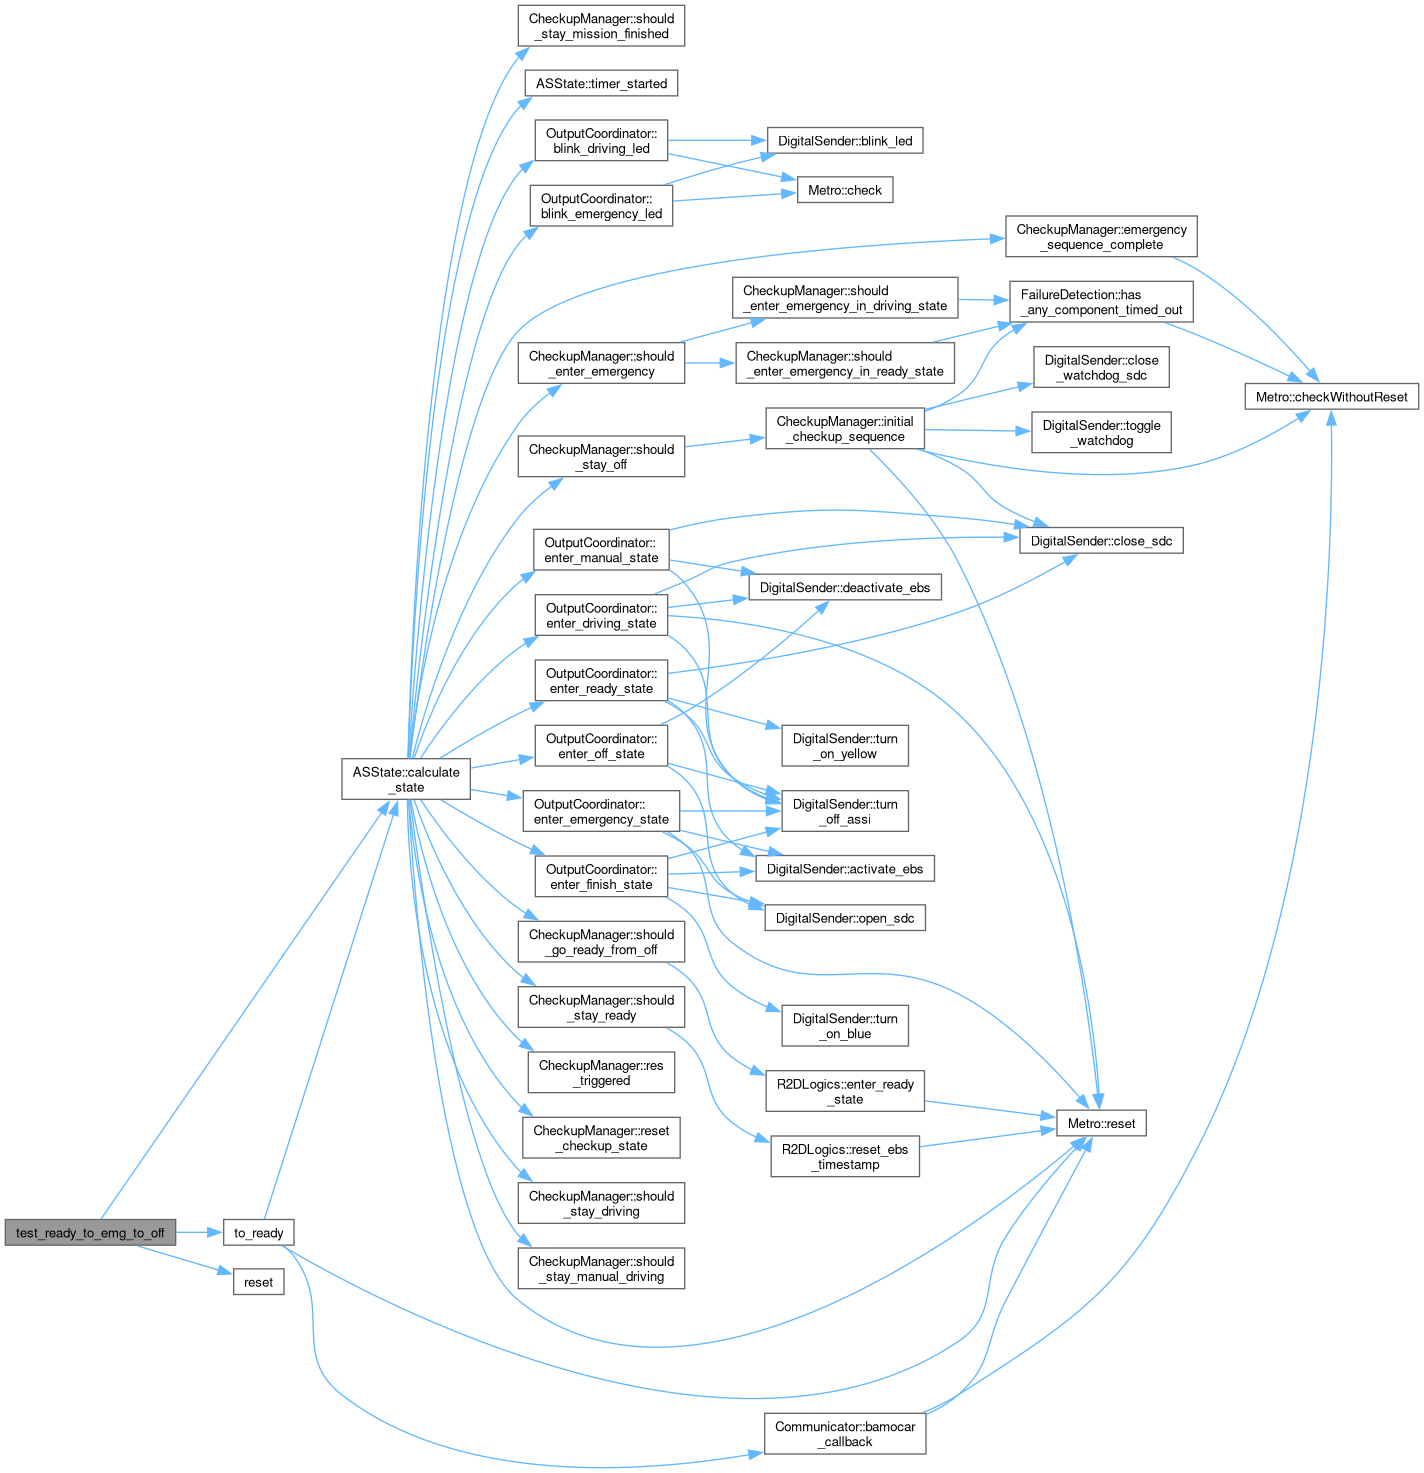 CheckupManager::should
_stay_mission_finished
ASState::timer_started
OutputCoordinator::
blink_driving_led
DigitalSender::blink_led
Metro::check
OutputCoordinator::
blink_emergency_led
CheckupManager::emergency
_sequence_complete
CheckupManager::should
_enter_emergency_in_driving_state
FailureDetection::has
_any_component_timed_out
CheckupManager::should
_enter_emergency
CheckupManager::should
_enter_emergency_in_ready_state
DigitalSender::close
_watchdog_sdc
Metro::checkWithoutReset
CheckupManager::should
_stay_off
CheckupManager::initial
_checkup_sequence
DigitalSender::toggle
_watchdog
OutputCoordinator::
enter_manual_state
DigitalSender::close_sdc
DigitalSender::deactivate_ebs
OutputCoordinator::
enter_driving_state
OutputCoordinator::
enter_ready_state
OutputCoordinator::
enter_off_state
DigitalSender::turn
_on_yellow
ASState::calculate
_state
OutputCoordinator::
enter_emergency_state
DigitalSender::turn
_off_assi
OutputCoordinator::
enter_finish_state
DigitalSender::activate_ebs
DigitalSender::open_sdc
CheckupManager::should
_go_ready_from_off
CheckupManager::should
_stay_ready
DigitalSender::turn
_on_blue
CheckupManager::res
_triggered
R2DLogics::enter_ready
_state
Metro::reset
CheckupManager::reset
_checkup_state
R2DLogics::reset_ebs
_timestamp
CheckupManager::should
_stay_driving
test_ready_to_emg_to_off
to_ready
CheckupManager::should
_stay_manual_driving
reset
Communicator::bamocar
_callback